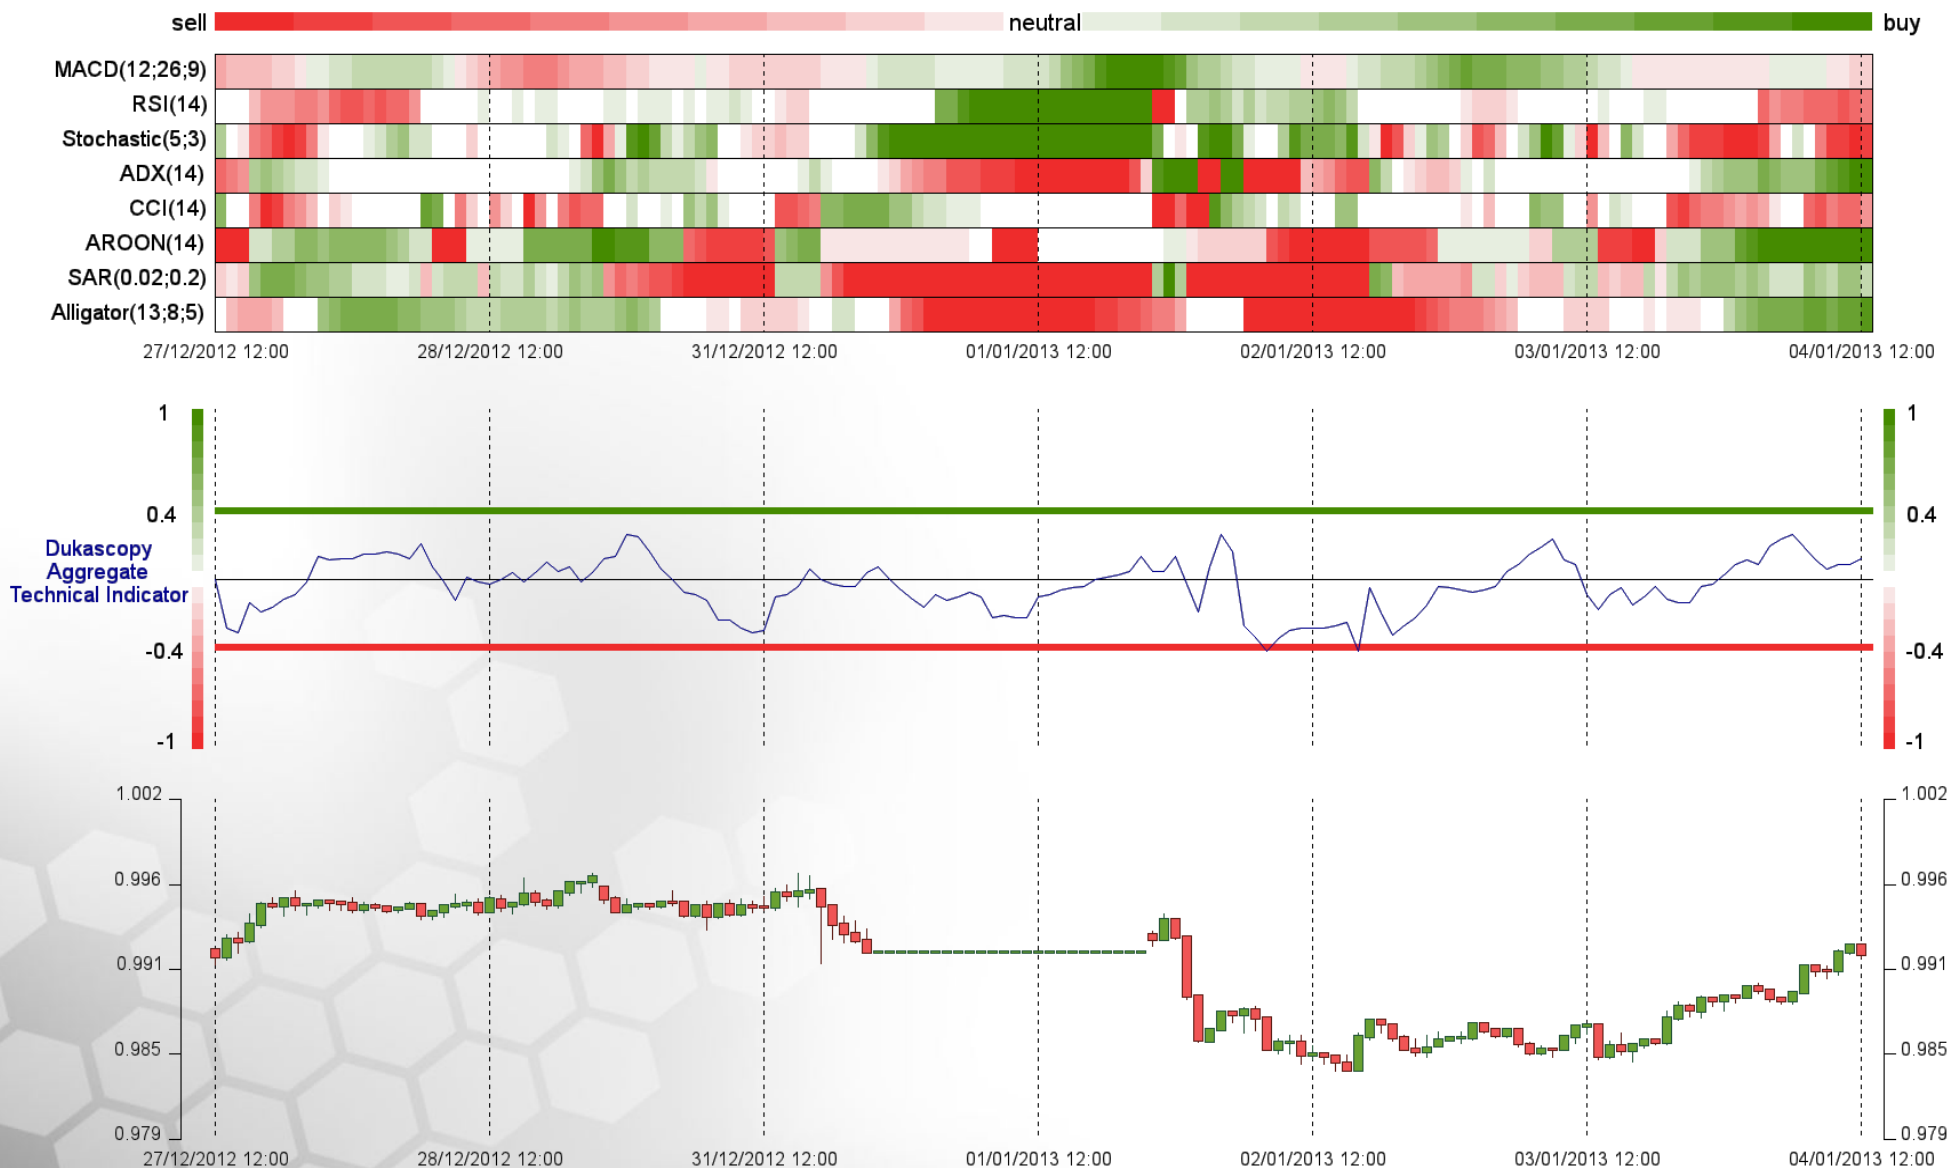 sell neutral buy
MACD(12;26;9)
RSI(14)
Stochastic(5;3)
ADX(14)
CCI(14)
AROON(14)
SAR(0.02;0.2)
Alligator(13;8;5)
27/12/2012 12:00 28/12/2012 12:00 31/12/2012 12:00 01/01/2013 12:00 02/01/2013 12:00 03/01/2013 12:00 04/01/2013 12:00
1 1
0.4 0.4
Dukascopy
Aggregate
Technical Indicator
-0.4 -0.4
-1 -1
1.002 1.002
0.996 0.996
0.991 0.991
0.985 0.985
0.979 0.979
27/12/2012 12:00 28/12/2012 12:00 31/12/2012 12:00 01/01/2013 12:00 02/01/2013 12:00 03/01/2013 12:00 04/01/2013 12:00